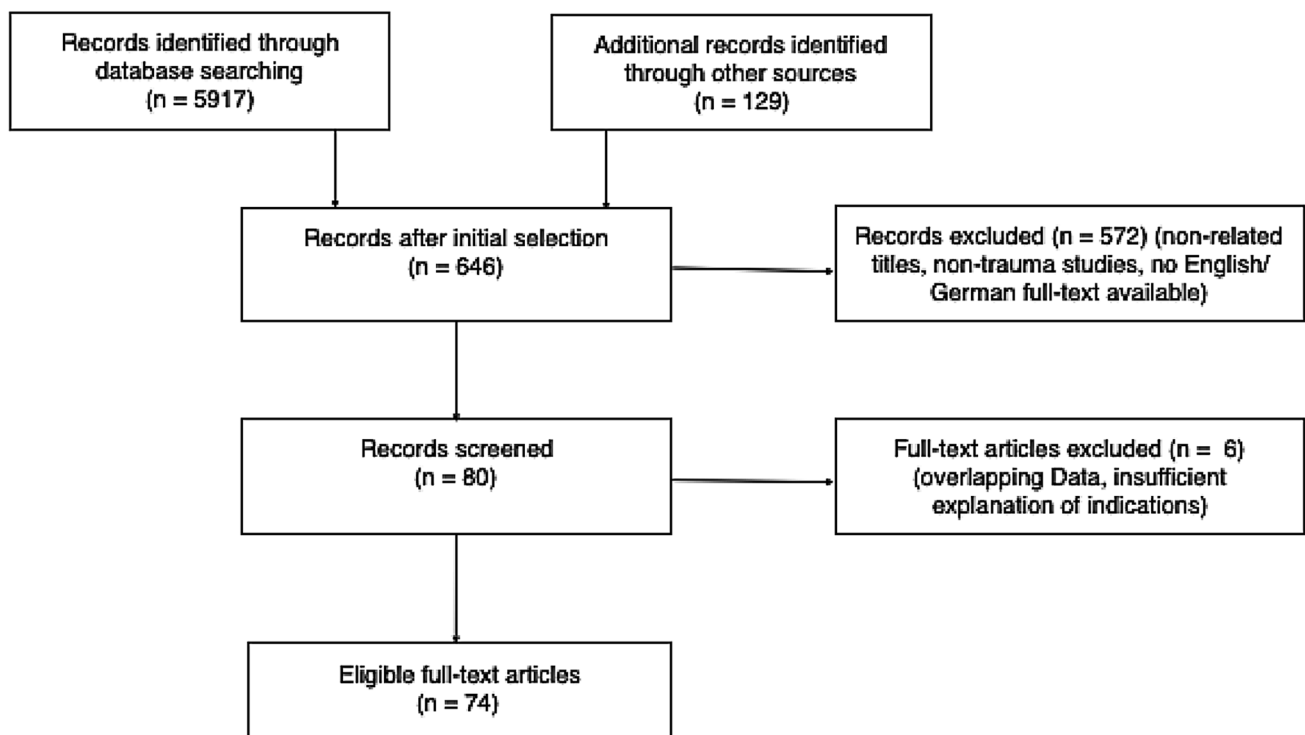 Records identified through
database searching
(n = 5917)
Additional records identified
through other sources
(n = 129)
Records after initial selection
(n = 646)
Records excluded (n = 572) (non-related
titles, non-trauma studies, no English/
German full-text available)
Records screened
(n = 80)
Full-text articles excluded (n =  6)
(overlapping Data, insufficient
explanation of indications)
Eligible full-text articles
(n = 74)